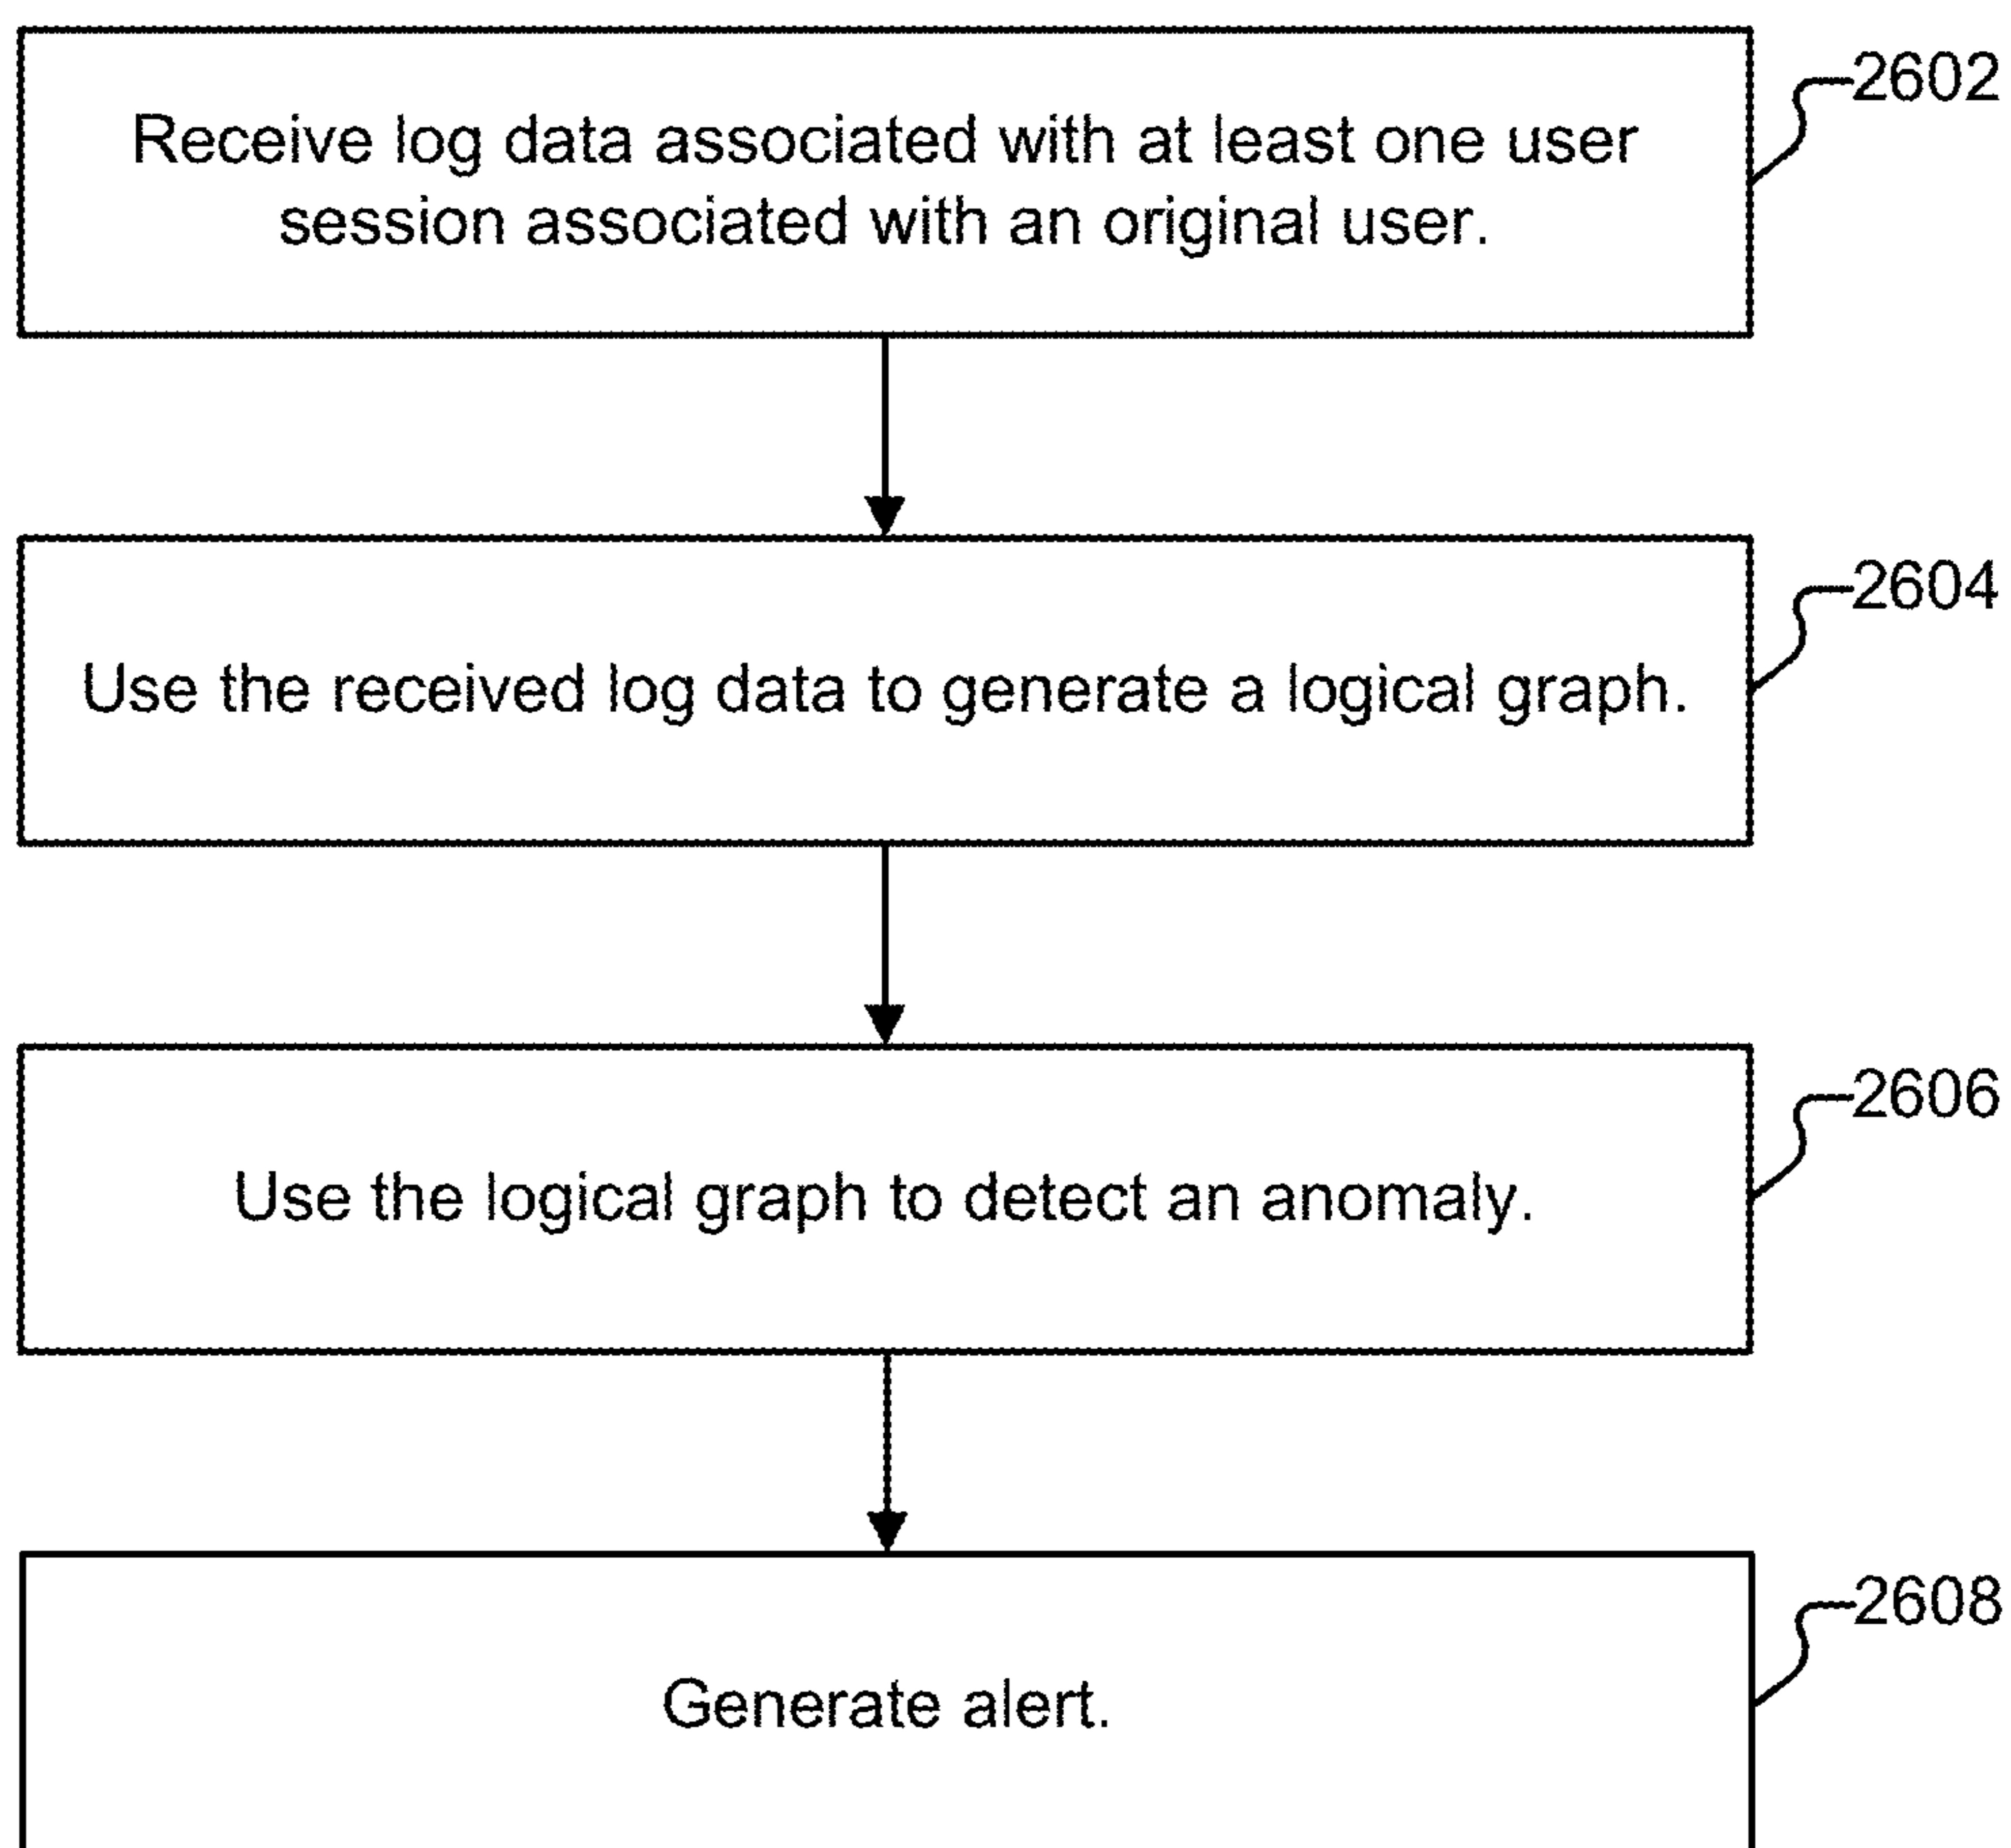 2602
Receive log data associated with at least one user
session associated with an original user.
2604
Use the received log data to generate a logical graph.
2606
Use the logical graph to detect an anomaly.
2608
Generate alert.